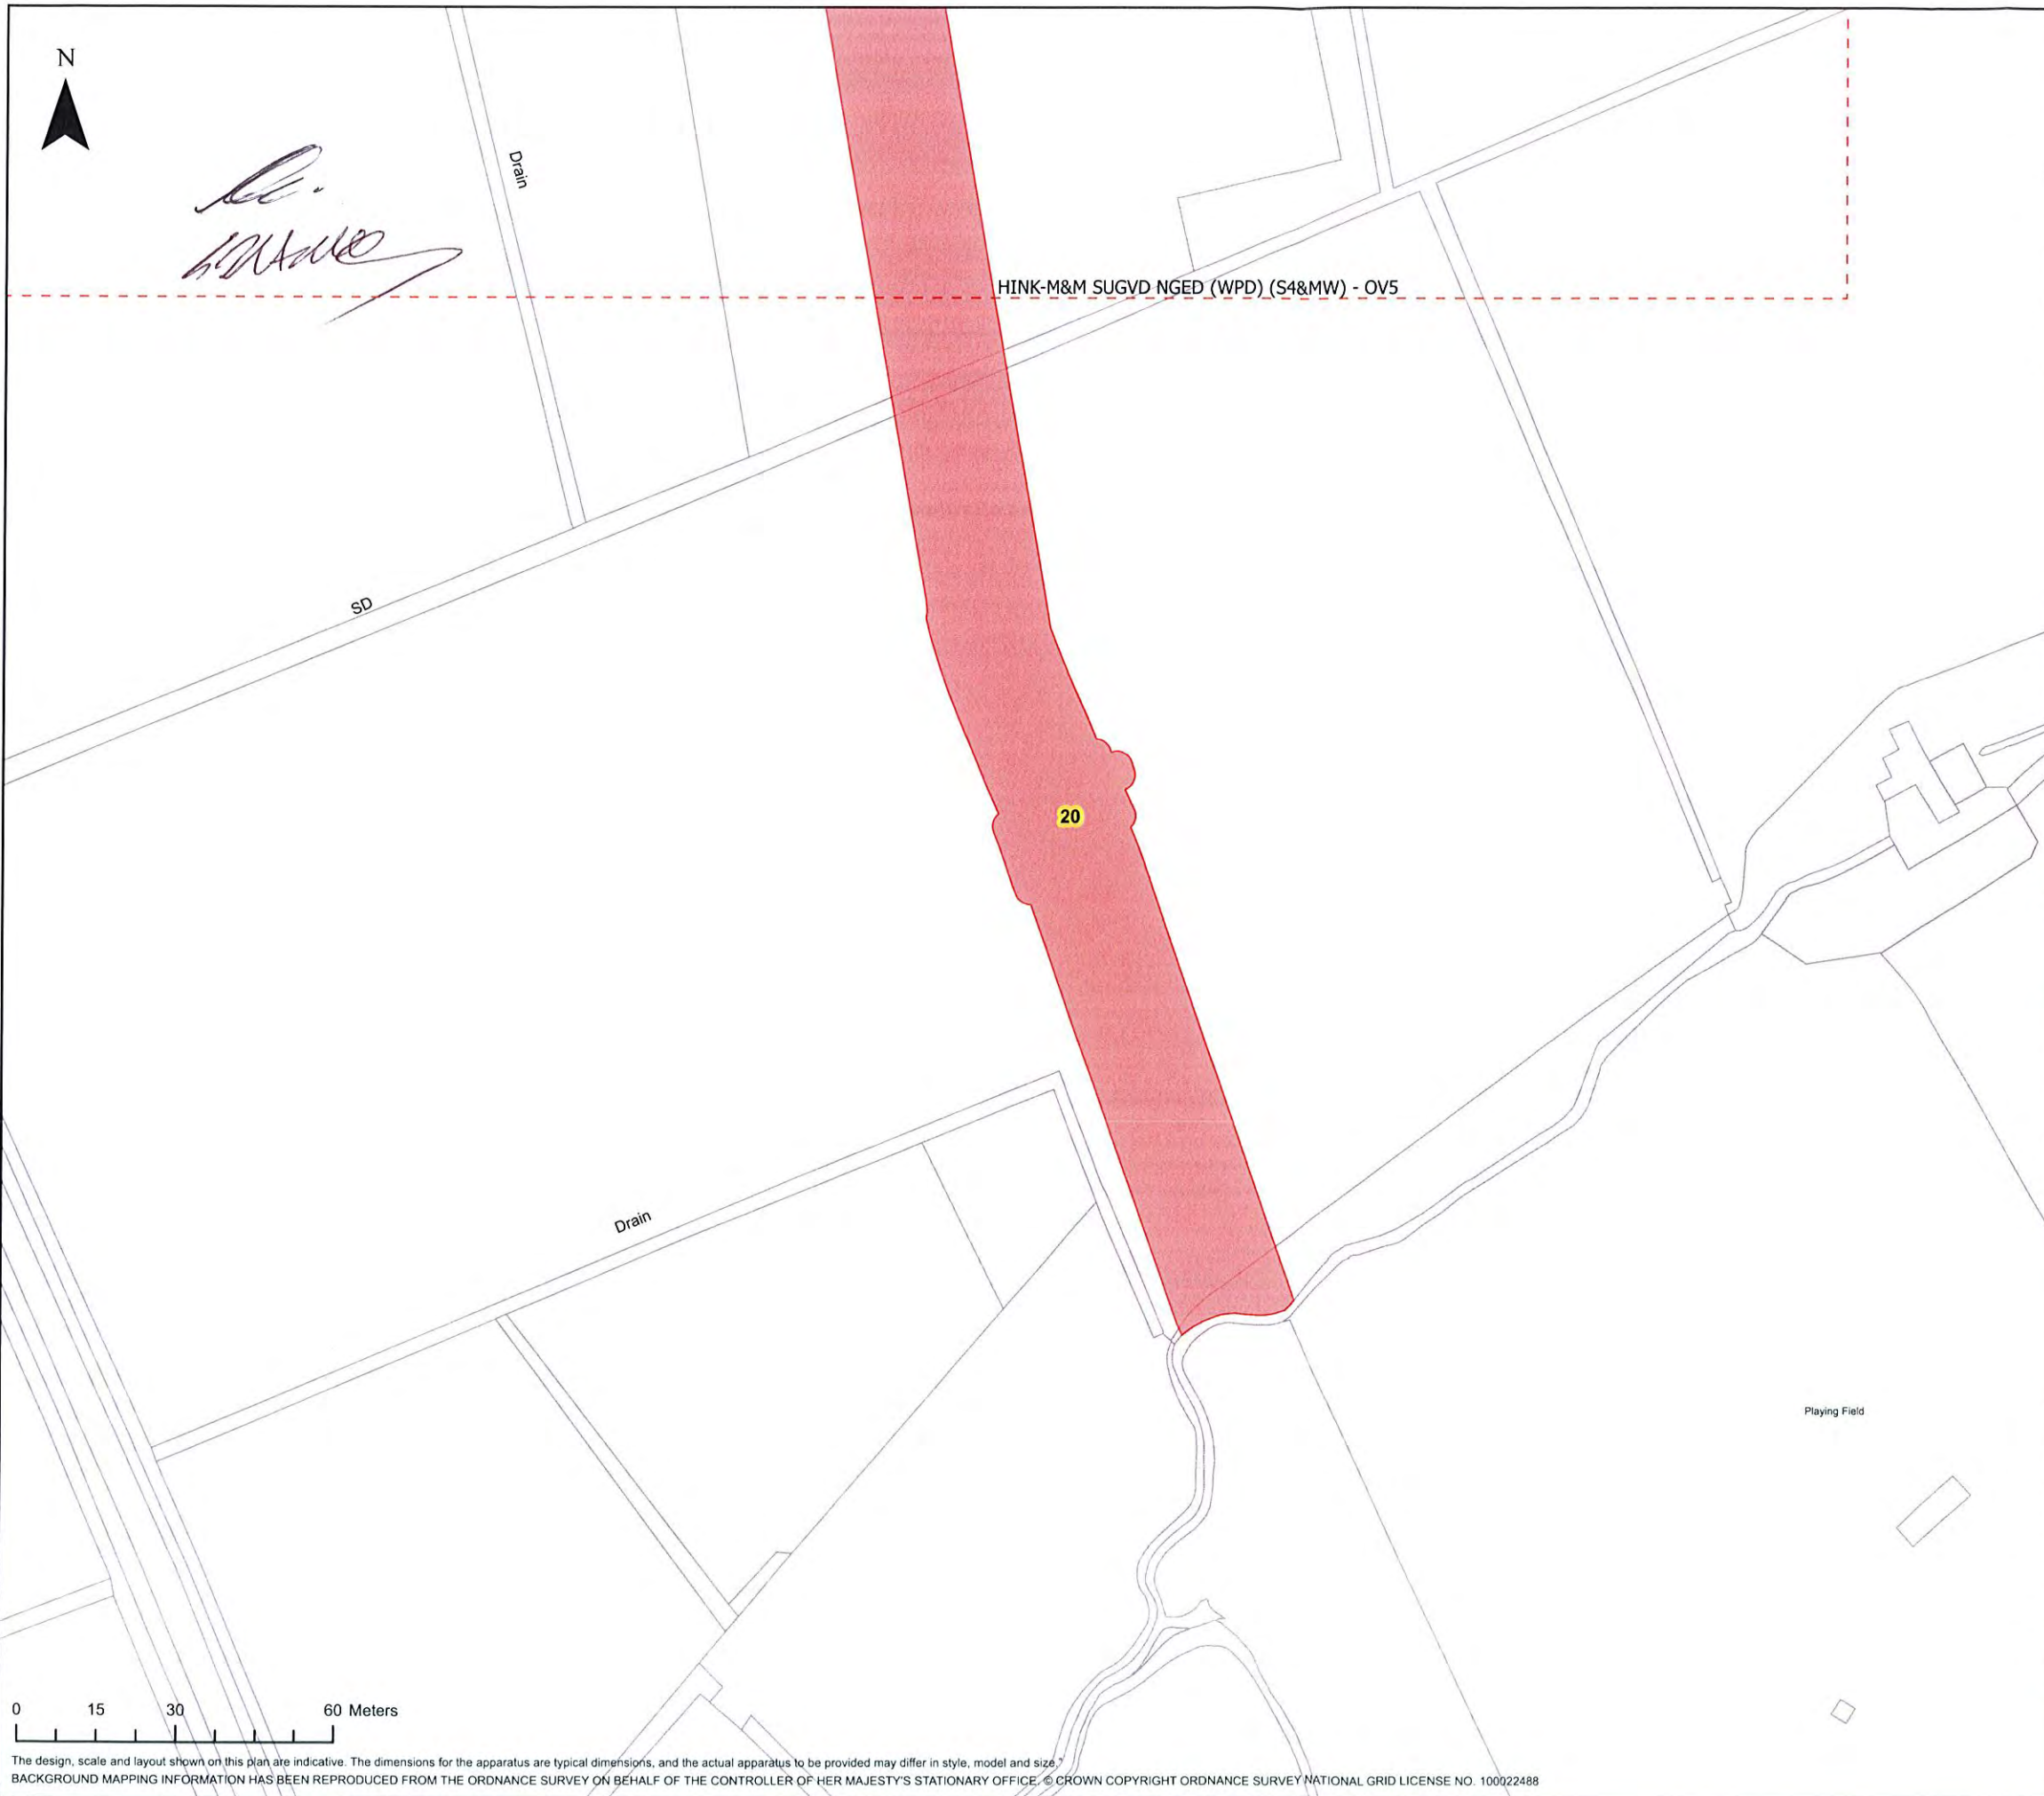 N
Drain
HINK-M&M SUGVD NGED (WPD) (S4&MW) - OV5
SD
20
Drain
Playing Field
0 15 30 60 Meters
The design, scale and layout shown on this plan are indicative. The dimensions for the apparatus are typical dimensions, and the actual apparatus to be provided may differ in style, model and size."
BACKGROUND MAPPING INFORMATION HAS BEEN REPRODUCED FROM THE ORDNANCE SURVEY ON BEHALF OF THE CONTROLLER OF HER MAJESTY'S STATIONARY OFFICE. © CROWN COPYRIGHT ORDNANCE SURVEY NATIONAL GRID LICENSE NO. 100022488